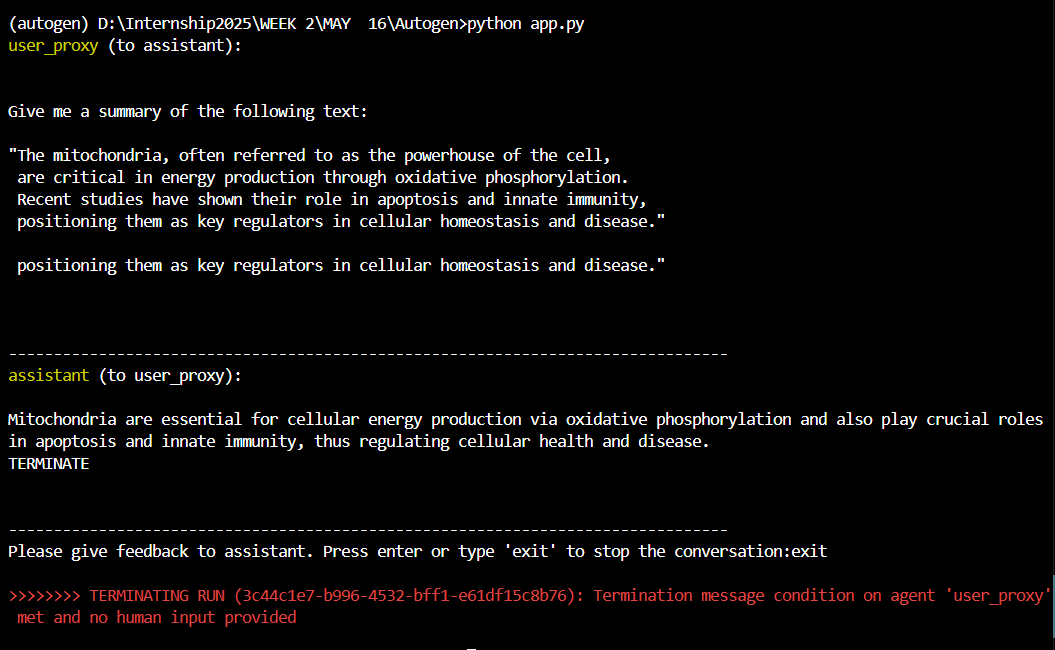 (autogen) D:\Internship2025\WEEK 2\MAY  16\Autogen>python app.py
user_proxy (to assistant):
Give me a summary of the following text:
"The mitochondria, often referred to as the powerhouse of the cell,
are critical in energy production through oxidative phosphorylation.
Recent studies have shown their role in apoptosis and innate immunity,
positioning them as key regulators in cellular homeostasis and disease."
positioning them as key regulators in cellular homeostasis and disease."
--------------------------------------------------------------------------------
assistant (to user_proxy):
Mitochondria are essential for cellular energy production via oxidative phosphorylation and also play crucial roles
in apoptosis and innate immunity, thus regulating cellular health and disease.
TERMINATE
--------------------------------------------------------------------------------
Please give feedback to assistant. Press enter or type 'exit' to stop the conversation:exit
>>>>>>>> TERMINATING RUN (3c44c1e7-b996-4532-bff1-e61df15c8b76): Termination message condition on agent 'user_proxy'
met and no human input provided